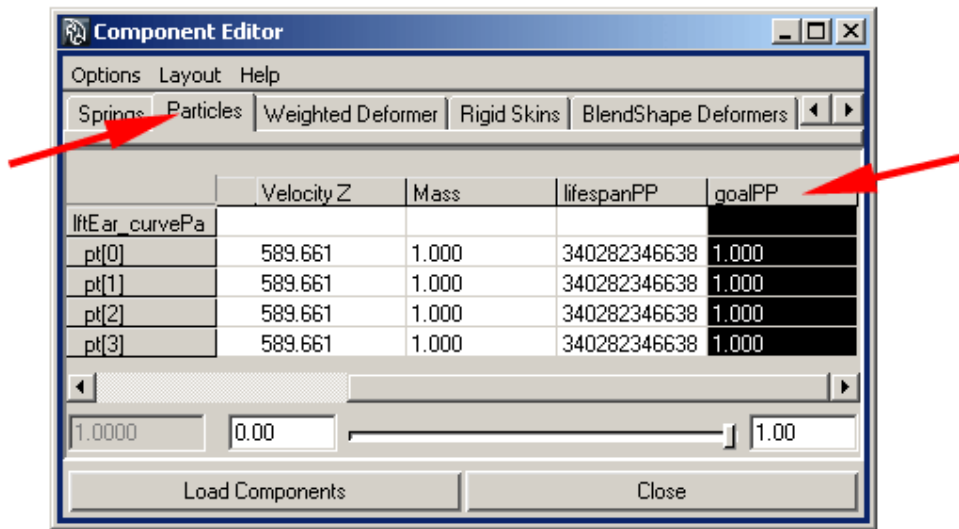 Component Editor
Options Layout Help
Springs Particles Weighted Deformer Rigid Skins BlendShape Deformers
Velocity Z Mass lifespanPP goalPP
lftEar_curvePa
pt[0] 589.661 1.000 340282346638 1.000
pt[1] 589.661 1.000 340282346638 1.000
pt[2] 589.661 1.000 340282346638 1.000
pt[3] 589.661 1.000 340282346638 1.000
1.0000 0.00 1.00
Load Components Close